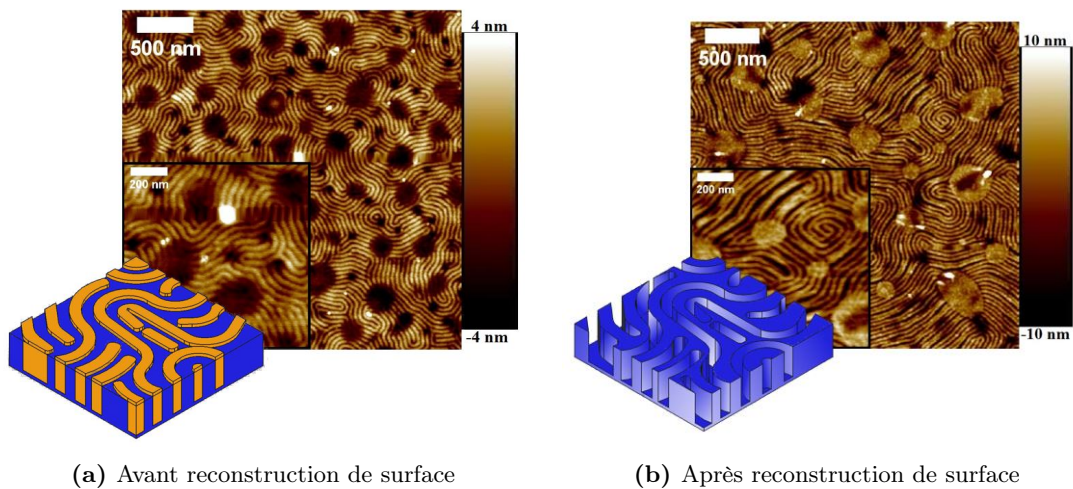 4 nm
500 nm
200 nm
-4 nm
10 nm
500 nm
200 nm
-10 nm
(a) Avant reconstruction de surface
(b) Après reconstruction de surface